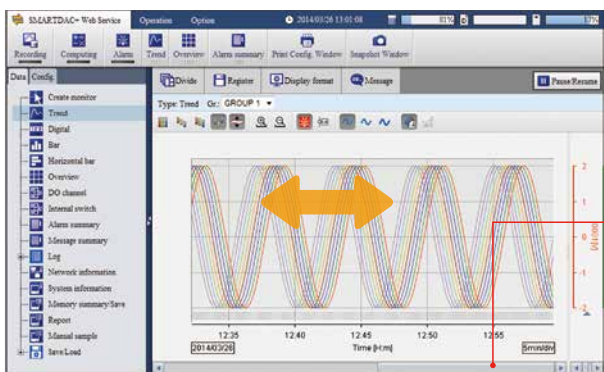 SMARTDAC+ Web Service Operation Option 2014/03/26 13:01:08 81% 87%
Recording Computing Alarm Trend Overview Alarm summary Print Config. Window Snapshot Window
Data Config.
Divide Register Display format Message Pause/Resume
Create monitor
Type: Trend Gr.: GROUP 1
Trend
Digital
Bar
Horizontal bar
Overview
DO channel
Internal switch
Alarm summary
Message summary
Log
Network information
System information
Memory summary/Save
Report
Manual sample
Save/Load
2
1
0
-1
-2
12:35 12:40 12:45 12:50 12:55
2014/03/26 Time [H:m] 5min/div